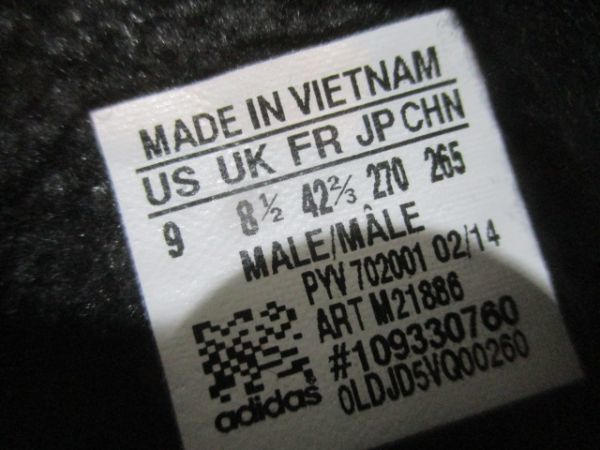 MADE IN VIETNAM
US UK FR JP CHN
9 8½ 42⅔ 270 265
MALE/MÂLE
PYV 702001 02/14
ART M21886
#109330760
adidas 0LDJD5VQ00260